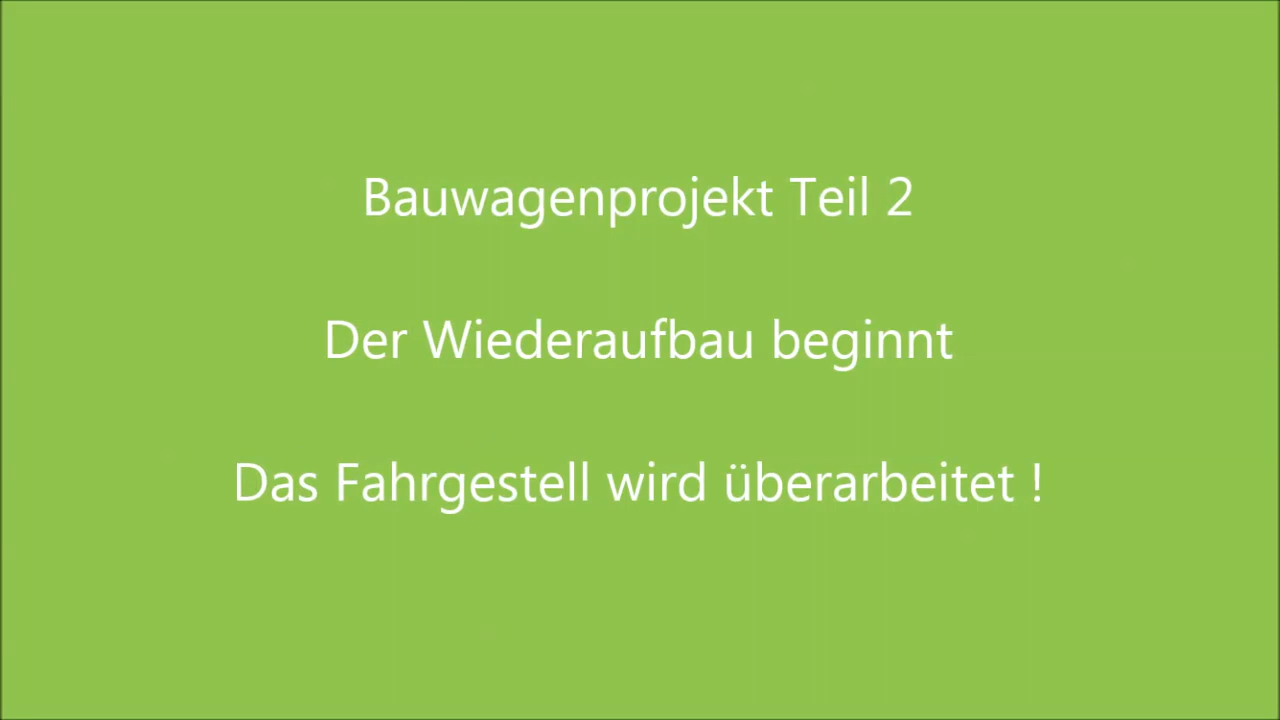 Bauwagenprojekt Teil 2
Der Wiederaufbau beginnt
Das Fahrgestell wird überarbeitet !